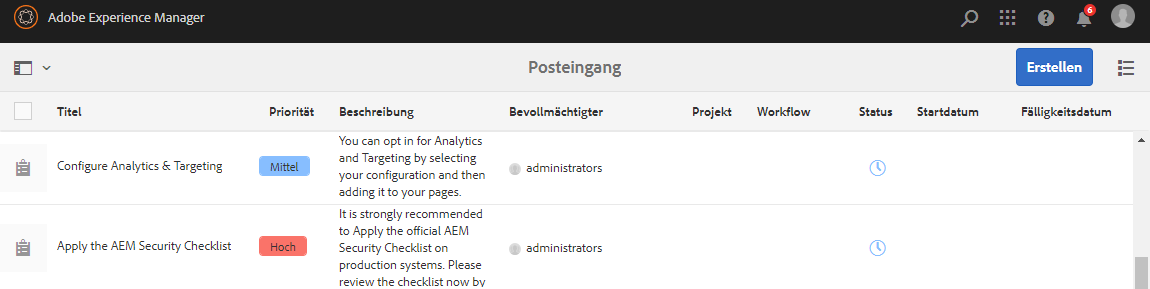 Adobe Experience Manager
6
Posteingang
Erstellen
Titel Priorität Beschreibung Bevollmächtigter Projekt Workflow Status Startdatum Fälligkeitsdatum
You can opt in for Analytics
and Targeting by selecting
Configure Analytics & Targeting Mittel your configuration and then administrators
adding it to your pages.
It is strongly recommended
to Apply the official AEM
Apply the AEM Security Checklist Hoch Security Checklist on administrators
production systems. Please
review the checklist now by